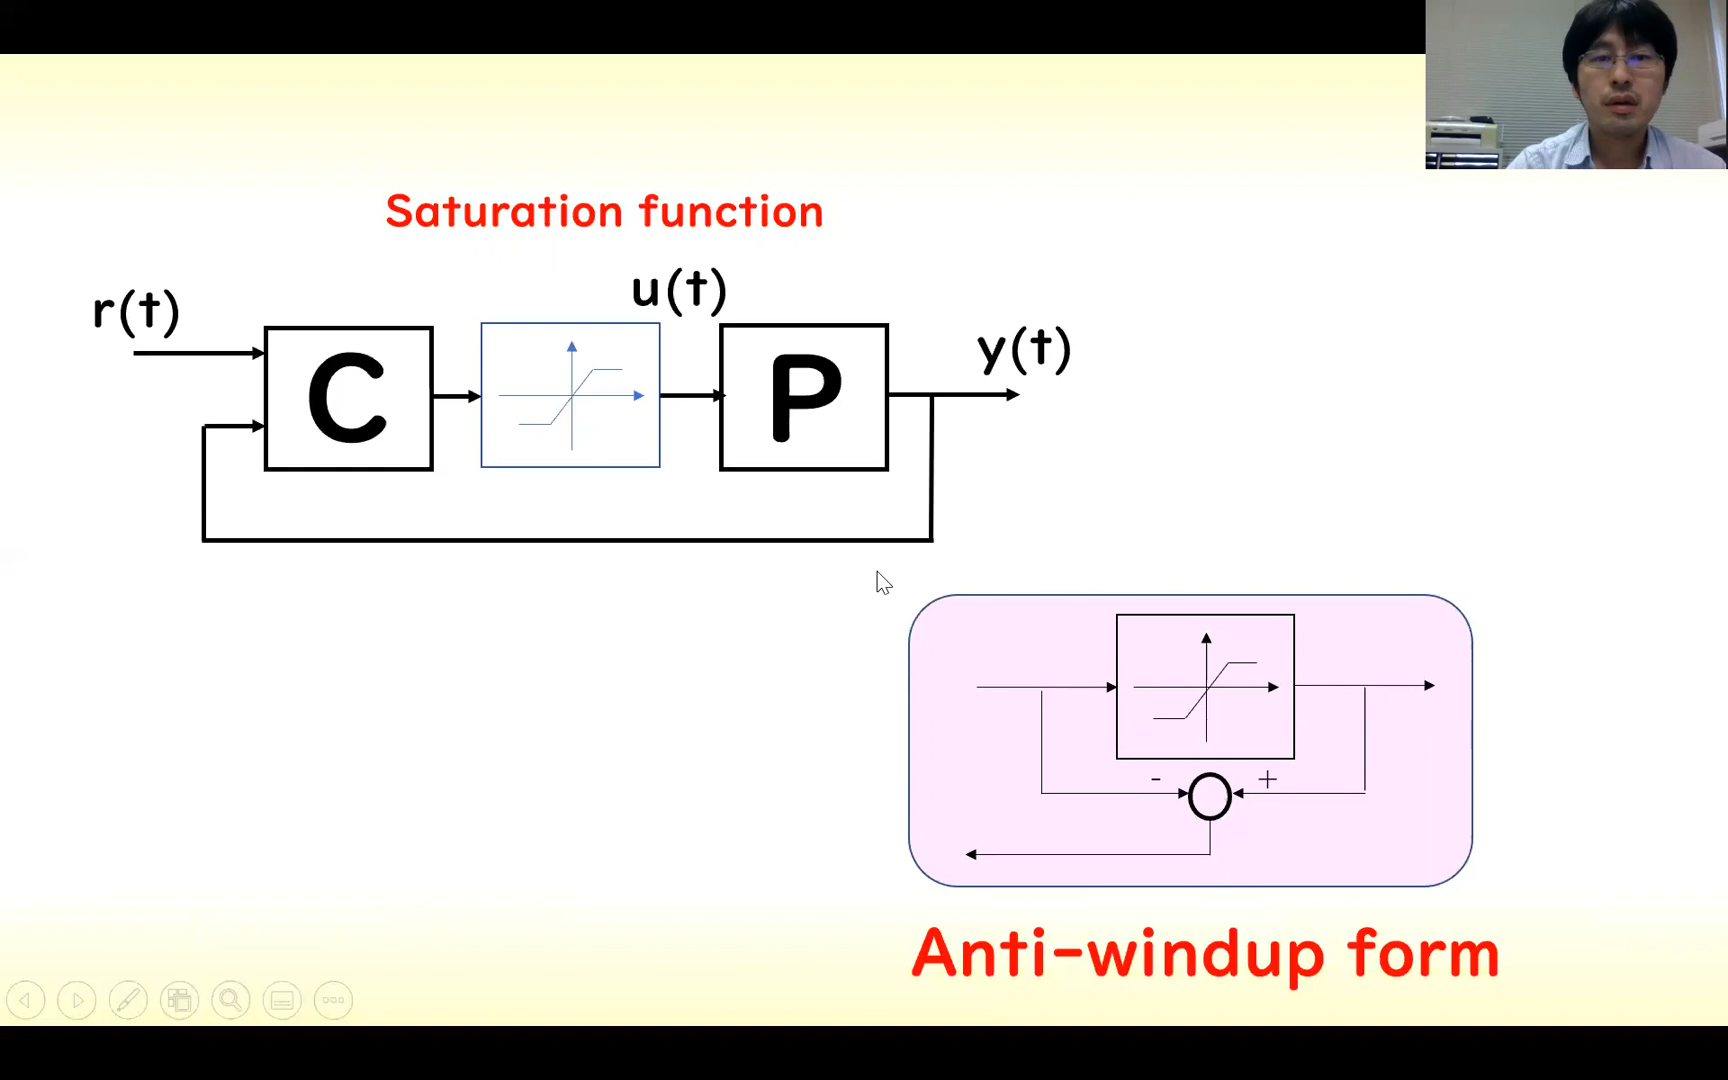 Saturation function
r(t)
u(t)
y(t)
C
P
-
+
Anti-windup form